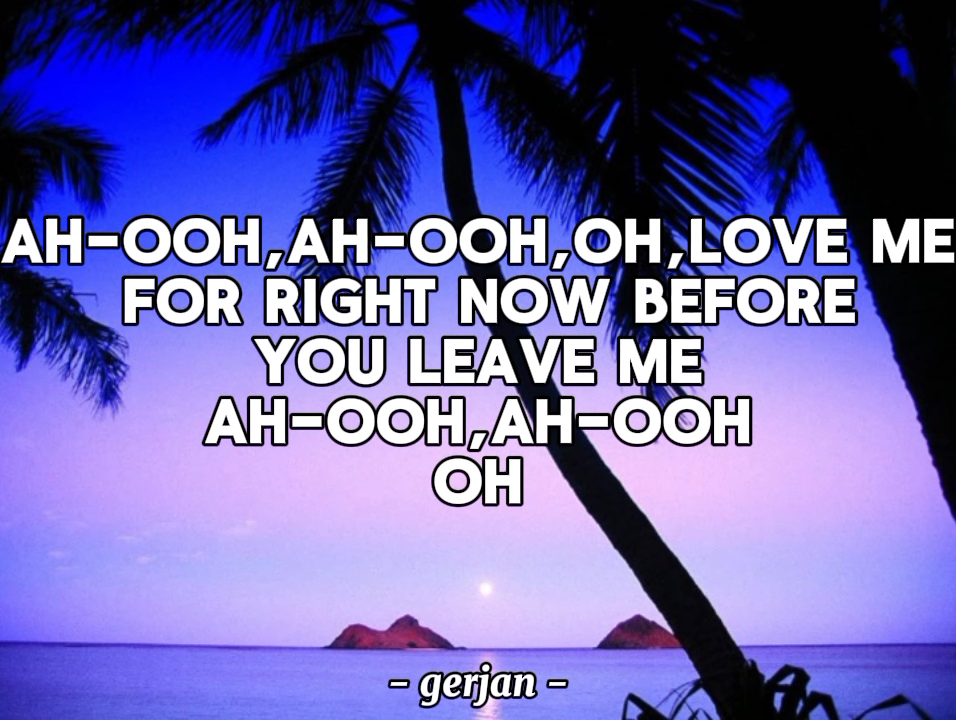 AH-OOH,AH-OOH,OH,LOVE ME
FOR RIGHT NOW BEFORE
YOU LEAVE ME
AH-OOH,AH-OOH
OH
- gerjan -